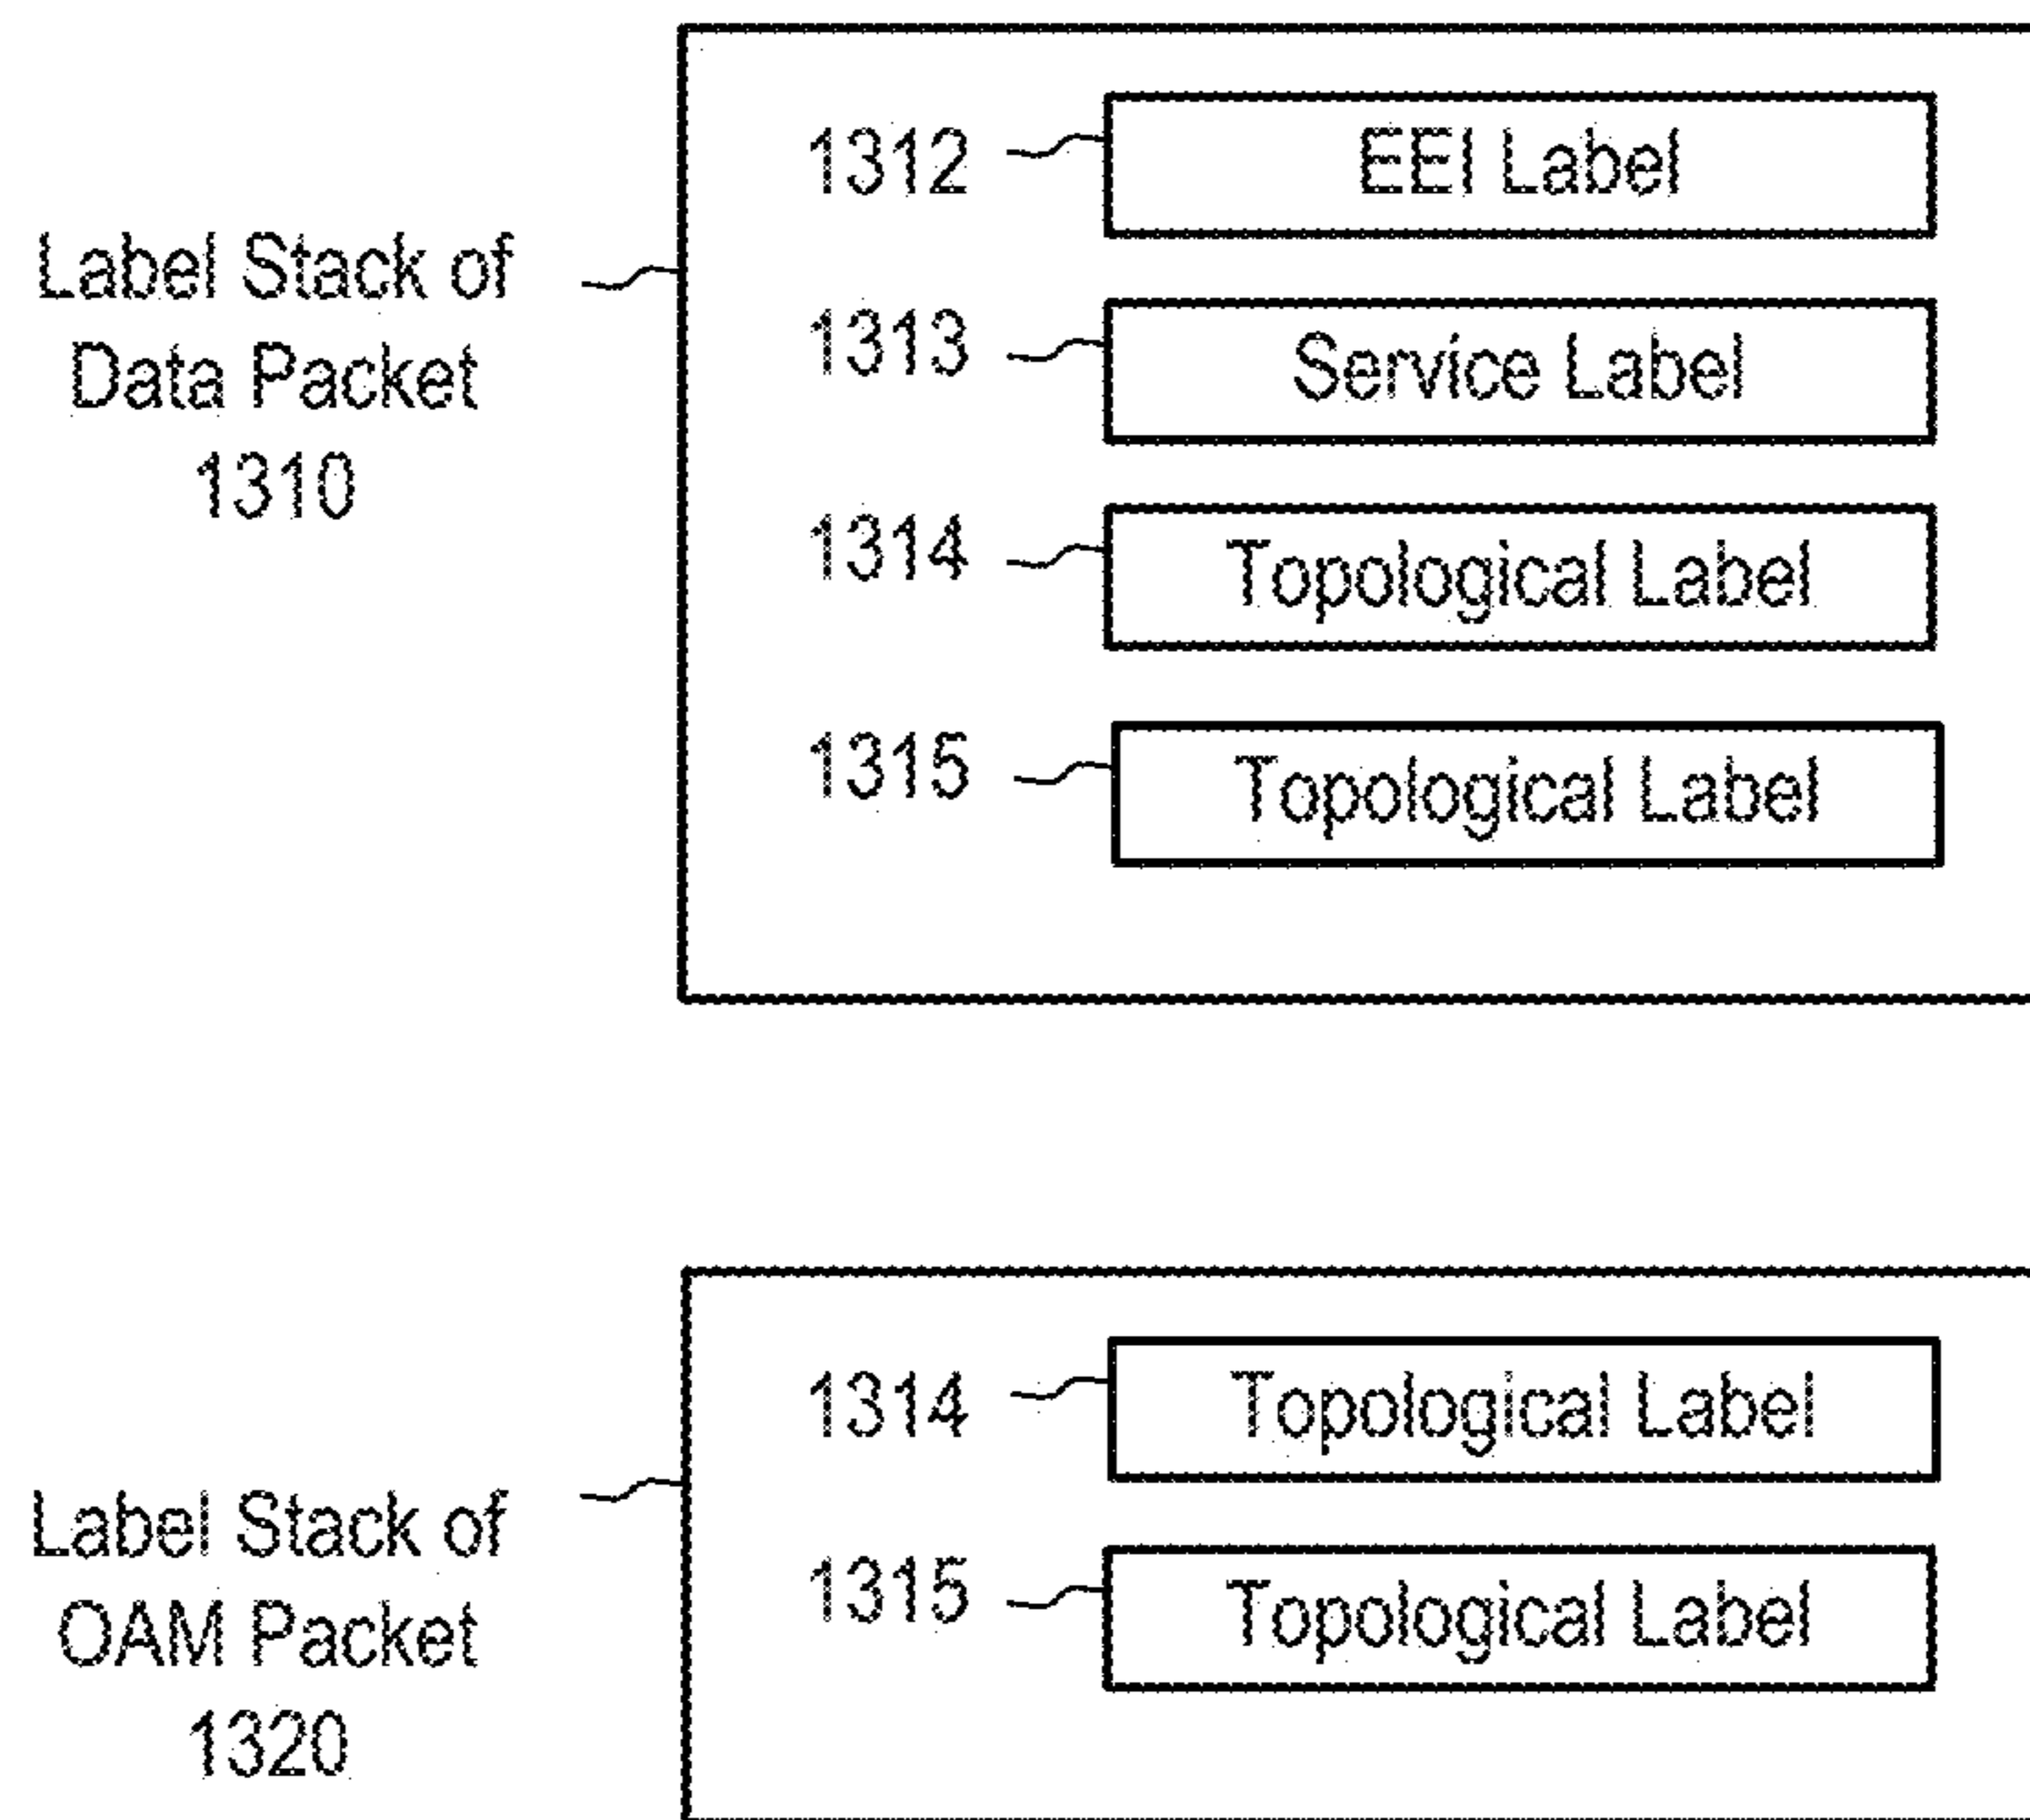 1312
EEI Label
Label Stack of
Data Packet
1310
1313
Service Label
1314
Topological Label
1315
Topological Label
1314
Topological Label
Label Stack of
OAM Packet
1320
1315
Topological Label